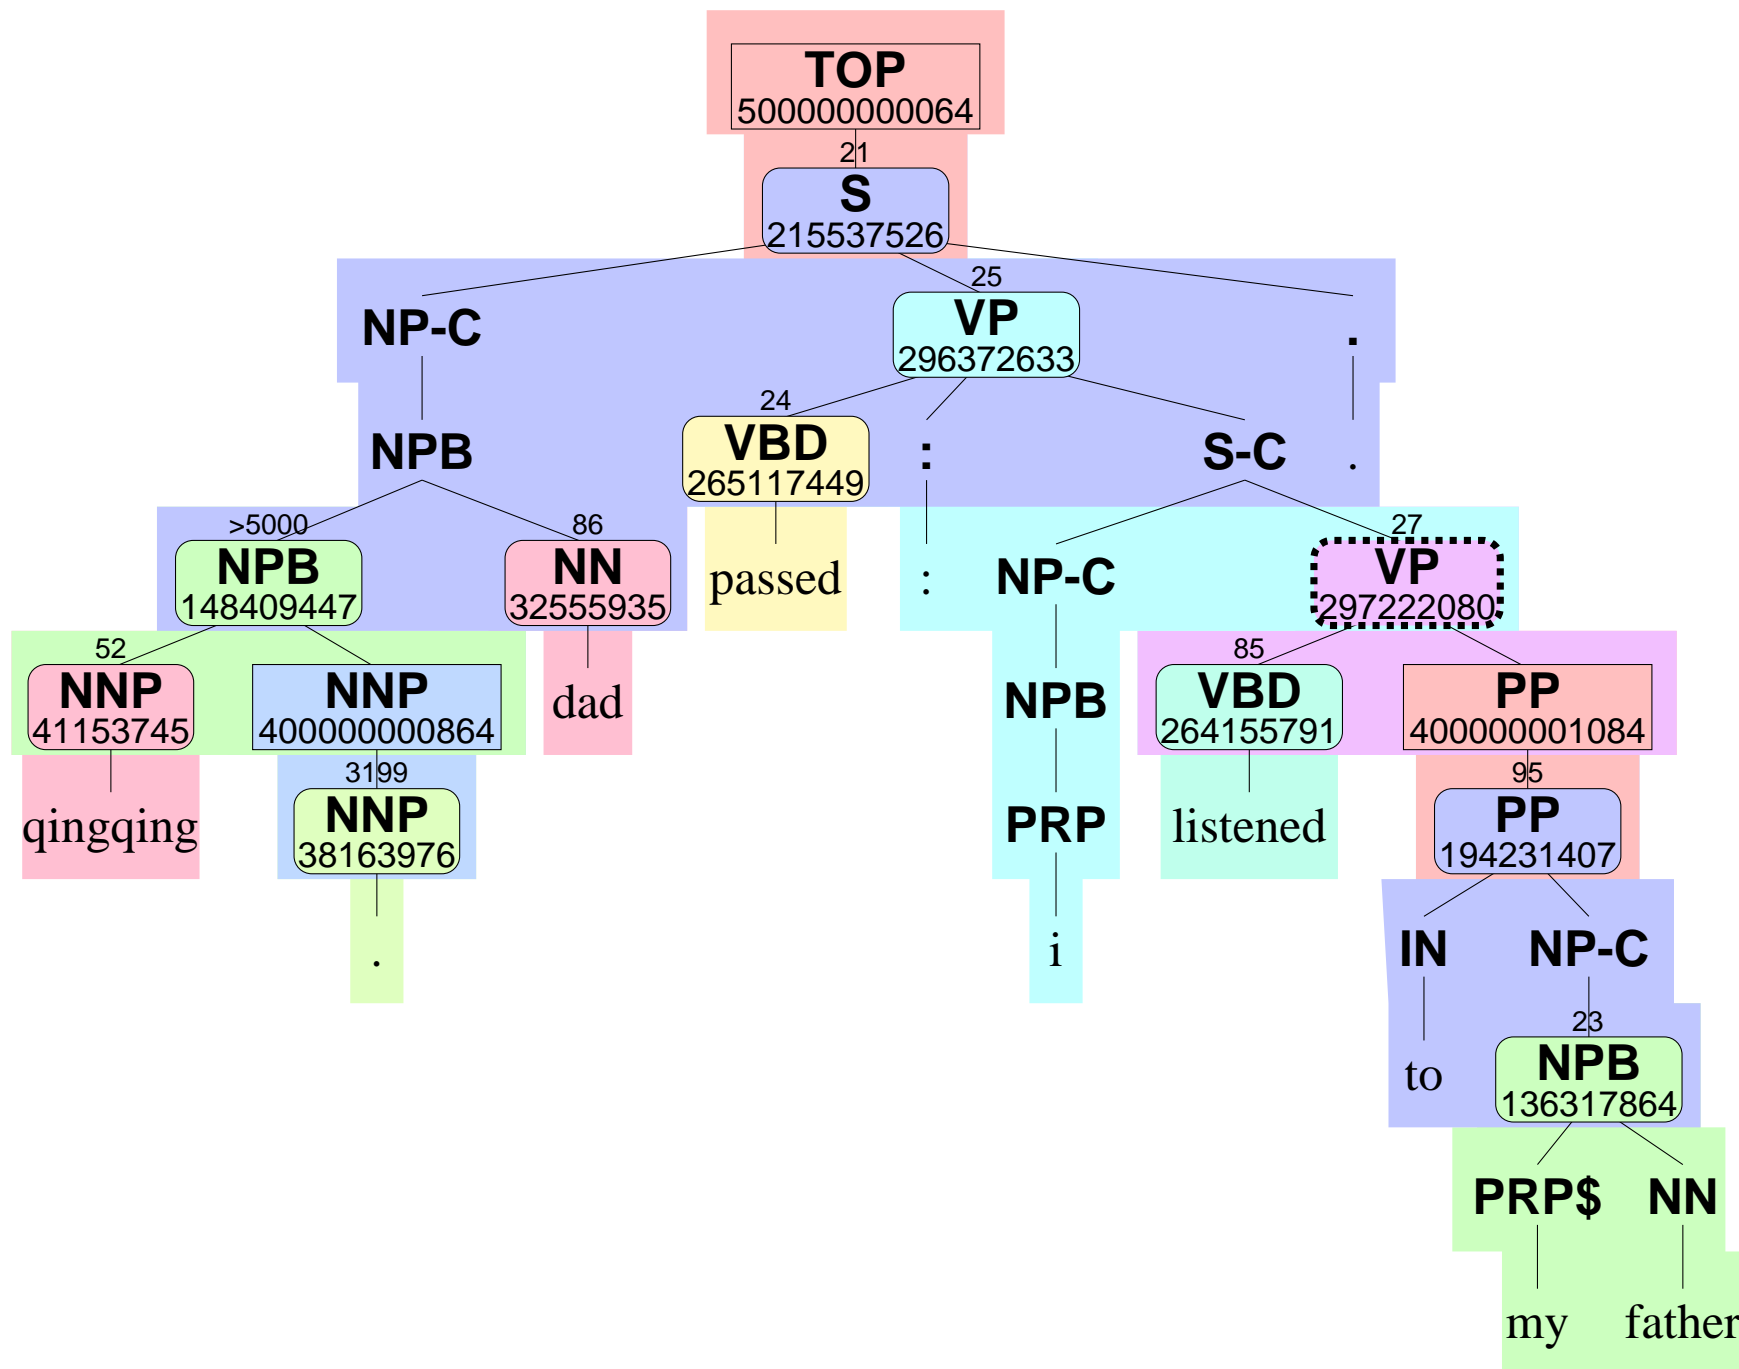 TOP
500000000064
21
S
215537526
25
NP-C
VP
296372633
.
24
NPB
VBD
265117449
:
S-C
.
>5000
86
27
NPB
148409447
NN
32555935
passed
:
NP-C
VP
297222080
52
85
NNP
41153745
NNP
400000000864
dad
NPB
VBD
264155791
PP
400000001084
3199
95
qingqing
NNP
38163976
PRP
listened
PP
194231407
.
i
IN
NP-C
23
to
NPB
136317864
PRP$
NN
my
father